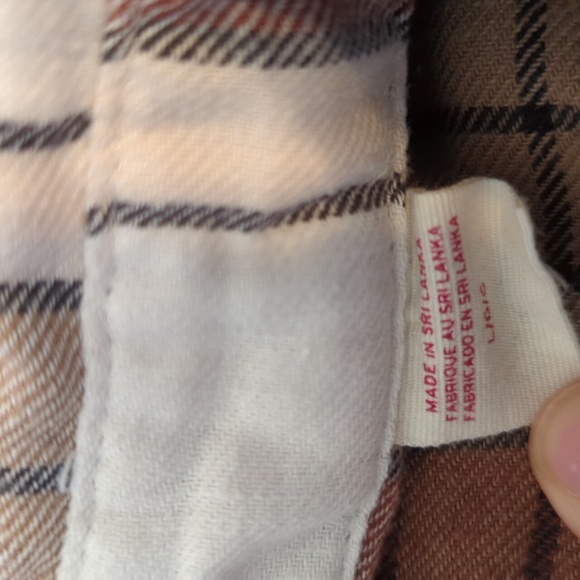 MADE IN SRI LANKA
FABRIQUE AU SRI LANKA
FABRICADO EN SRI LANKA